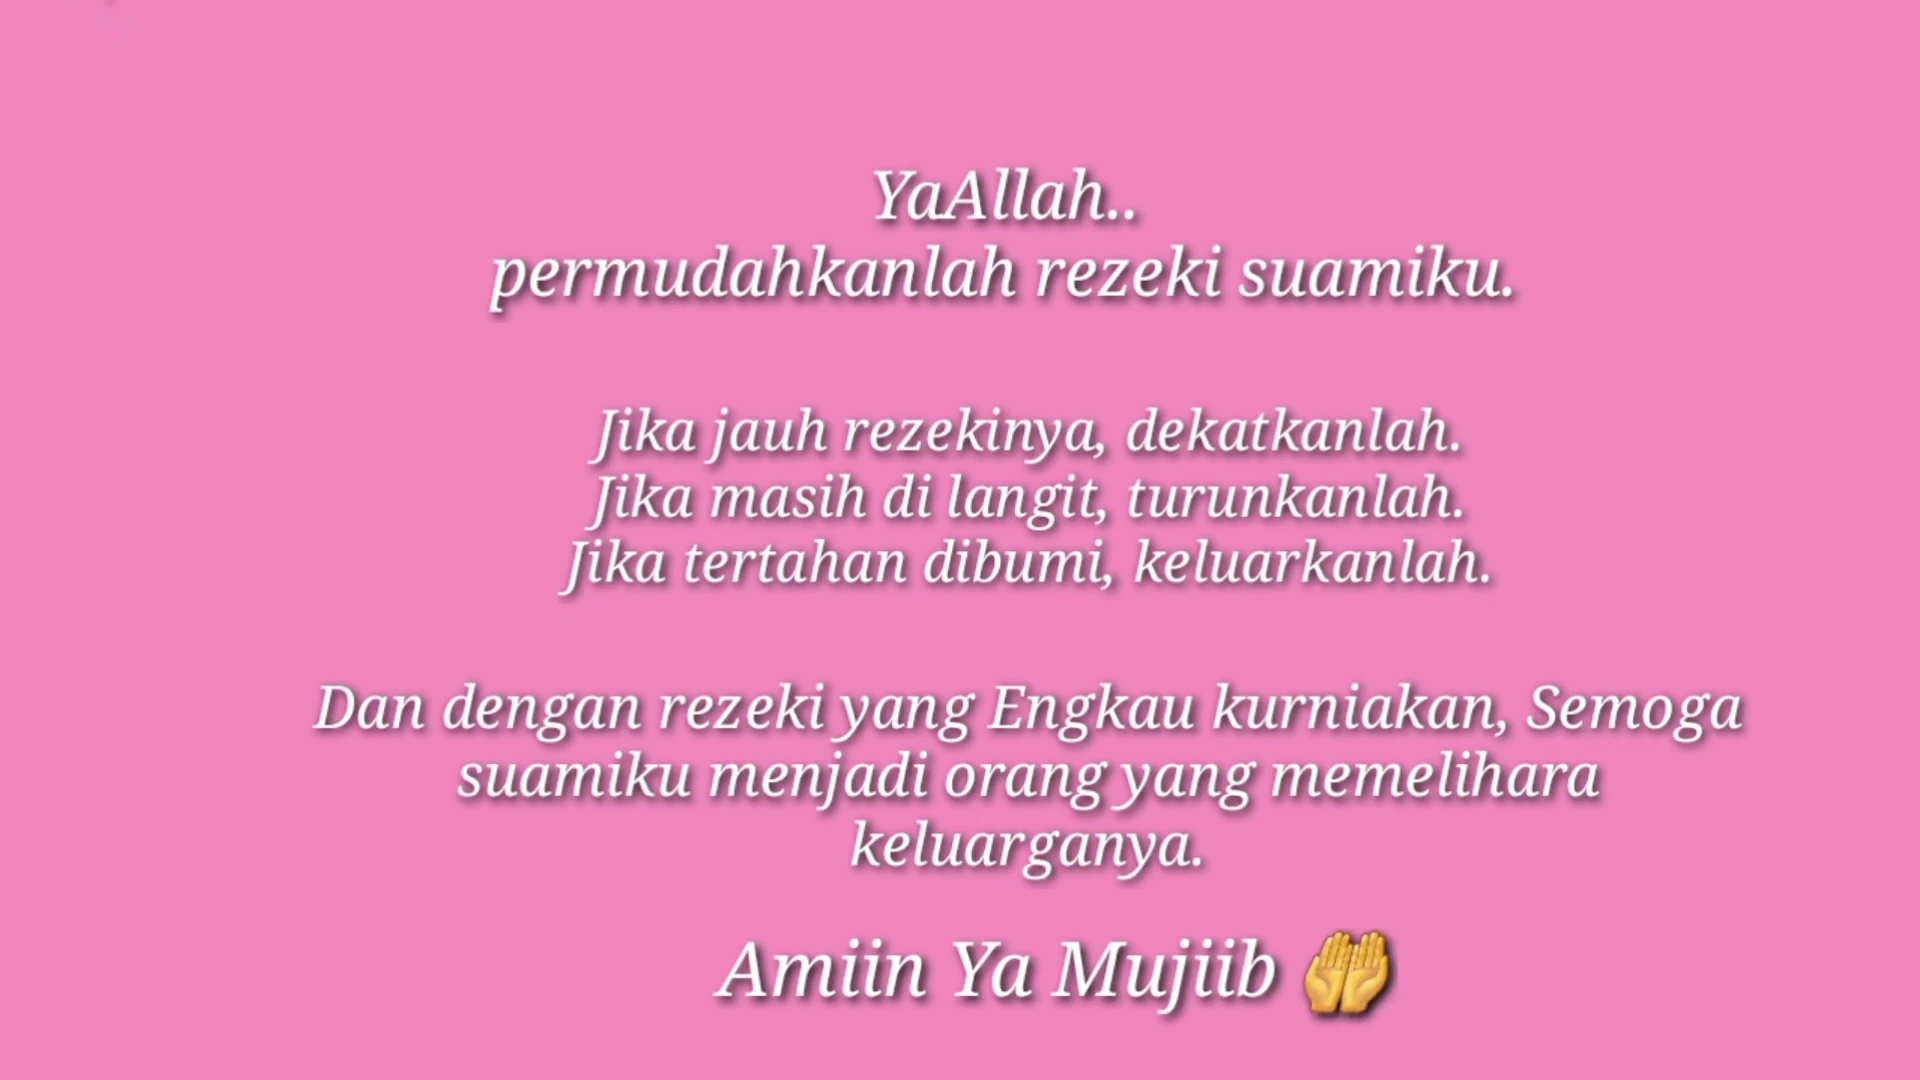 YaAllah..
permudahkanlah rezeki suamiku.
Jika jauh rezekinya, dekatkanlah.
Jika masih di langit, turunkanlah.
Jika tertahan dibumi, keluarkanlah.
Dan dengan rezeki yang Engkau kurniakan, Semoga
suamiku menjadi orang yang memelihara
keluarganya.
Amiin Ya Mujiib 🤲